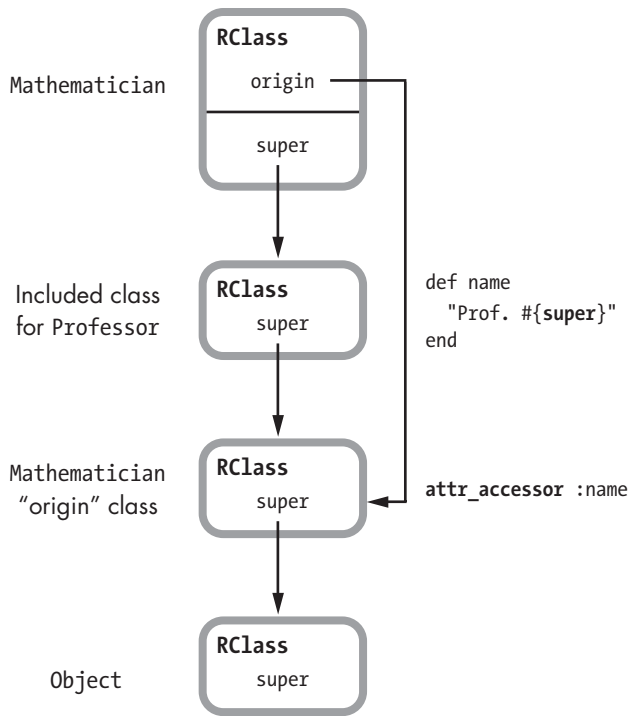 Mathematician
RClass
origin
super
Included class
for Professor
RClass
super
def name
"Prof. #{super}"
end
Mathematician
“origin” class
RClass
super
attr_accessor :name
Object
RClass
super